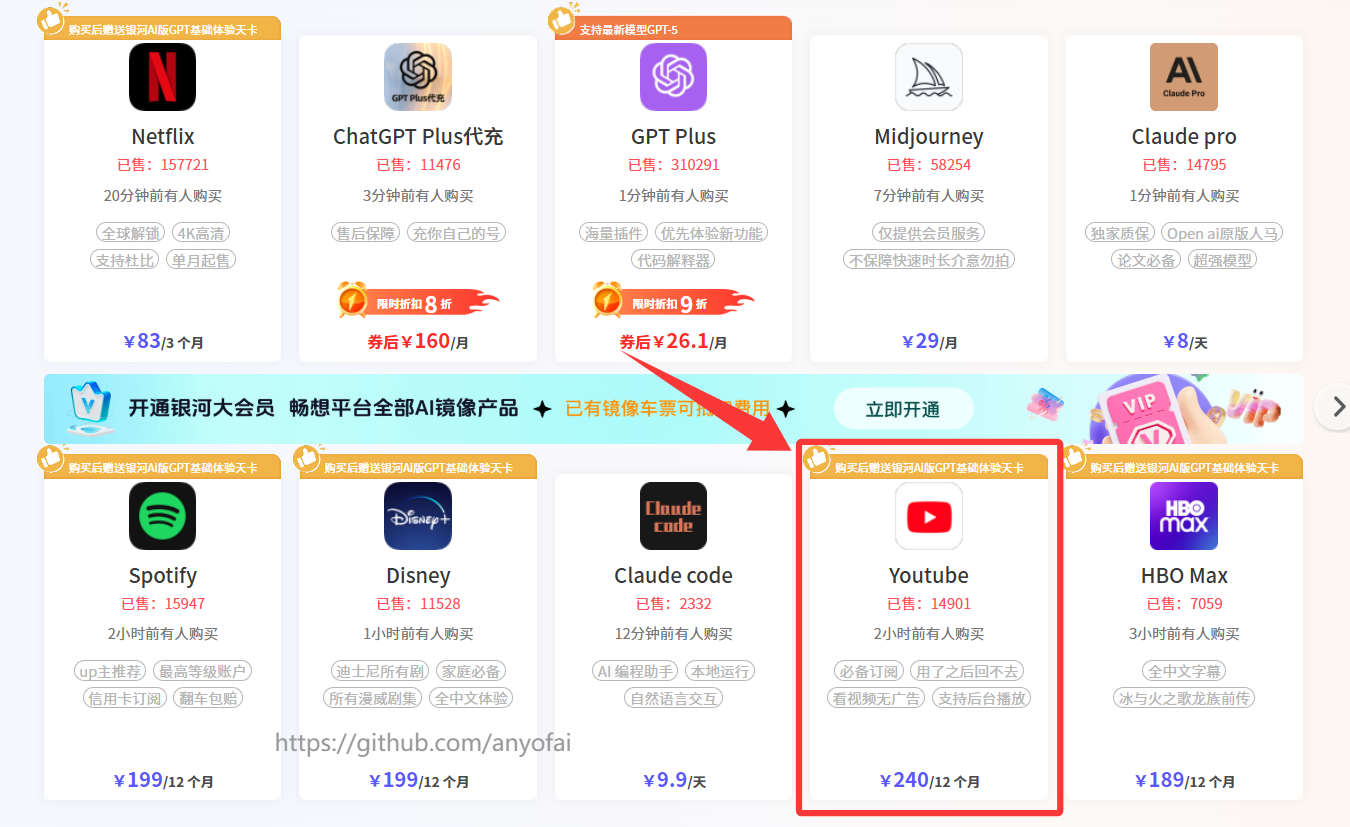 购买后赠送银河AI版GPT基础体验天卡
Netflix
已售：157721
20分钟前有人购买
全球解锁 4K高清
支持杜比 单月起售
￥83/3 个月
GPT Plus代充
ChatGPT Plus代充
已售：11476
3分钟前有人购买
售后保障 充你自己的号
限时折扣8折
券后￥160/月
支持最新模型GPT-5
GPT Plus
已售：310291
1分钟前有人购买
海量插件 优先体验新功能
代码解释器
限时折扣9折
券后￥26.1/月
Midjourney
已售：58254
7分钟前有人购买
仅提供会员服务
不保障快速时长介意勿拍
￥29/月
AI
Claude Pro
Claude pro
已售：14795
1分钟前有人购买
独家质保 Open ai原版人马
论文必备 超强模型
￥8/天
开通银河大会员 畅想平台全部AI镜像产品 已有镜像车票可抵扣费用 立即开通
VIP
购买后赠送银河AI版GPT基础体验天卡
Spotify
已售：15947
2小时前有人购买
up主推荐 最高等级账户
信用卡订阅 翻车包赔
￥199/12 个月
购买后赠送银河AI版GPT基础体验天卡
Disney+
Disney
已售：11528
1小时前有人购买
迪士尼所有剧 家庭必备
所有漫威剧集 全中文体验
￥199/12 个月
Claude
code
Claude code
已售：2332
12分钟前有人购买
AI 编程助手 本地运行
自然语言交互
￥9.9/天
购买后赠送银河AI版GPT基础体验天卡
Youtube
已售：14901
2小时前有人购买
必备订阅 用了之后回不去
看视频无广告 支持后台播放
￥240/12 个月
购买后赠送银河AI版GPT基础体验天卡
HBO
max
HBO Max
已售：7059
3小时前有人购买
全中文字幕
冰与火之歌龙族前传
￥189/12 个月
https://github.com/anyofai